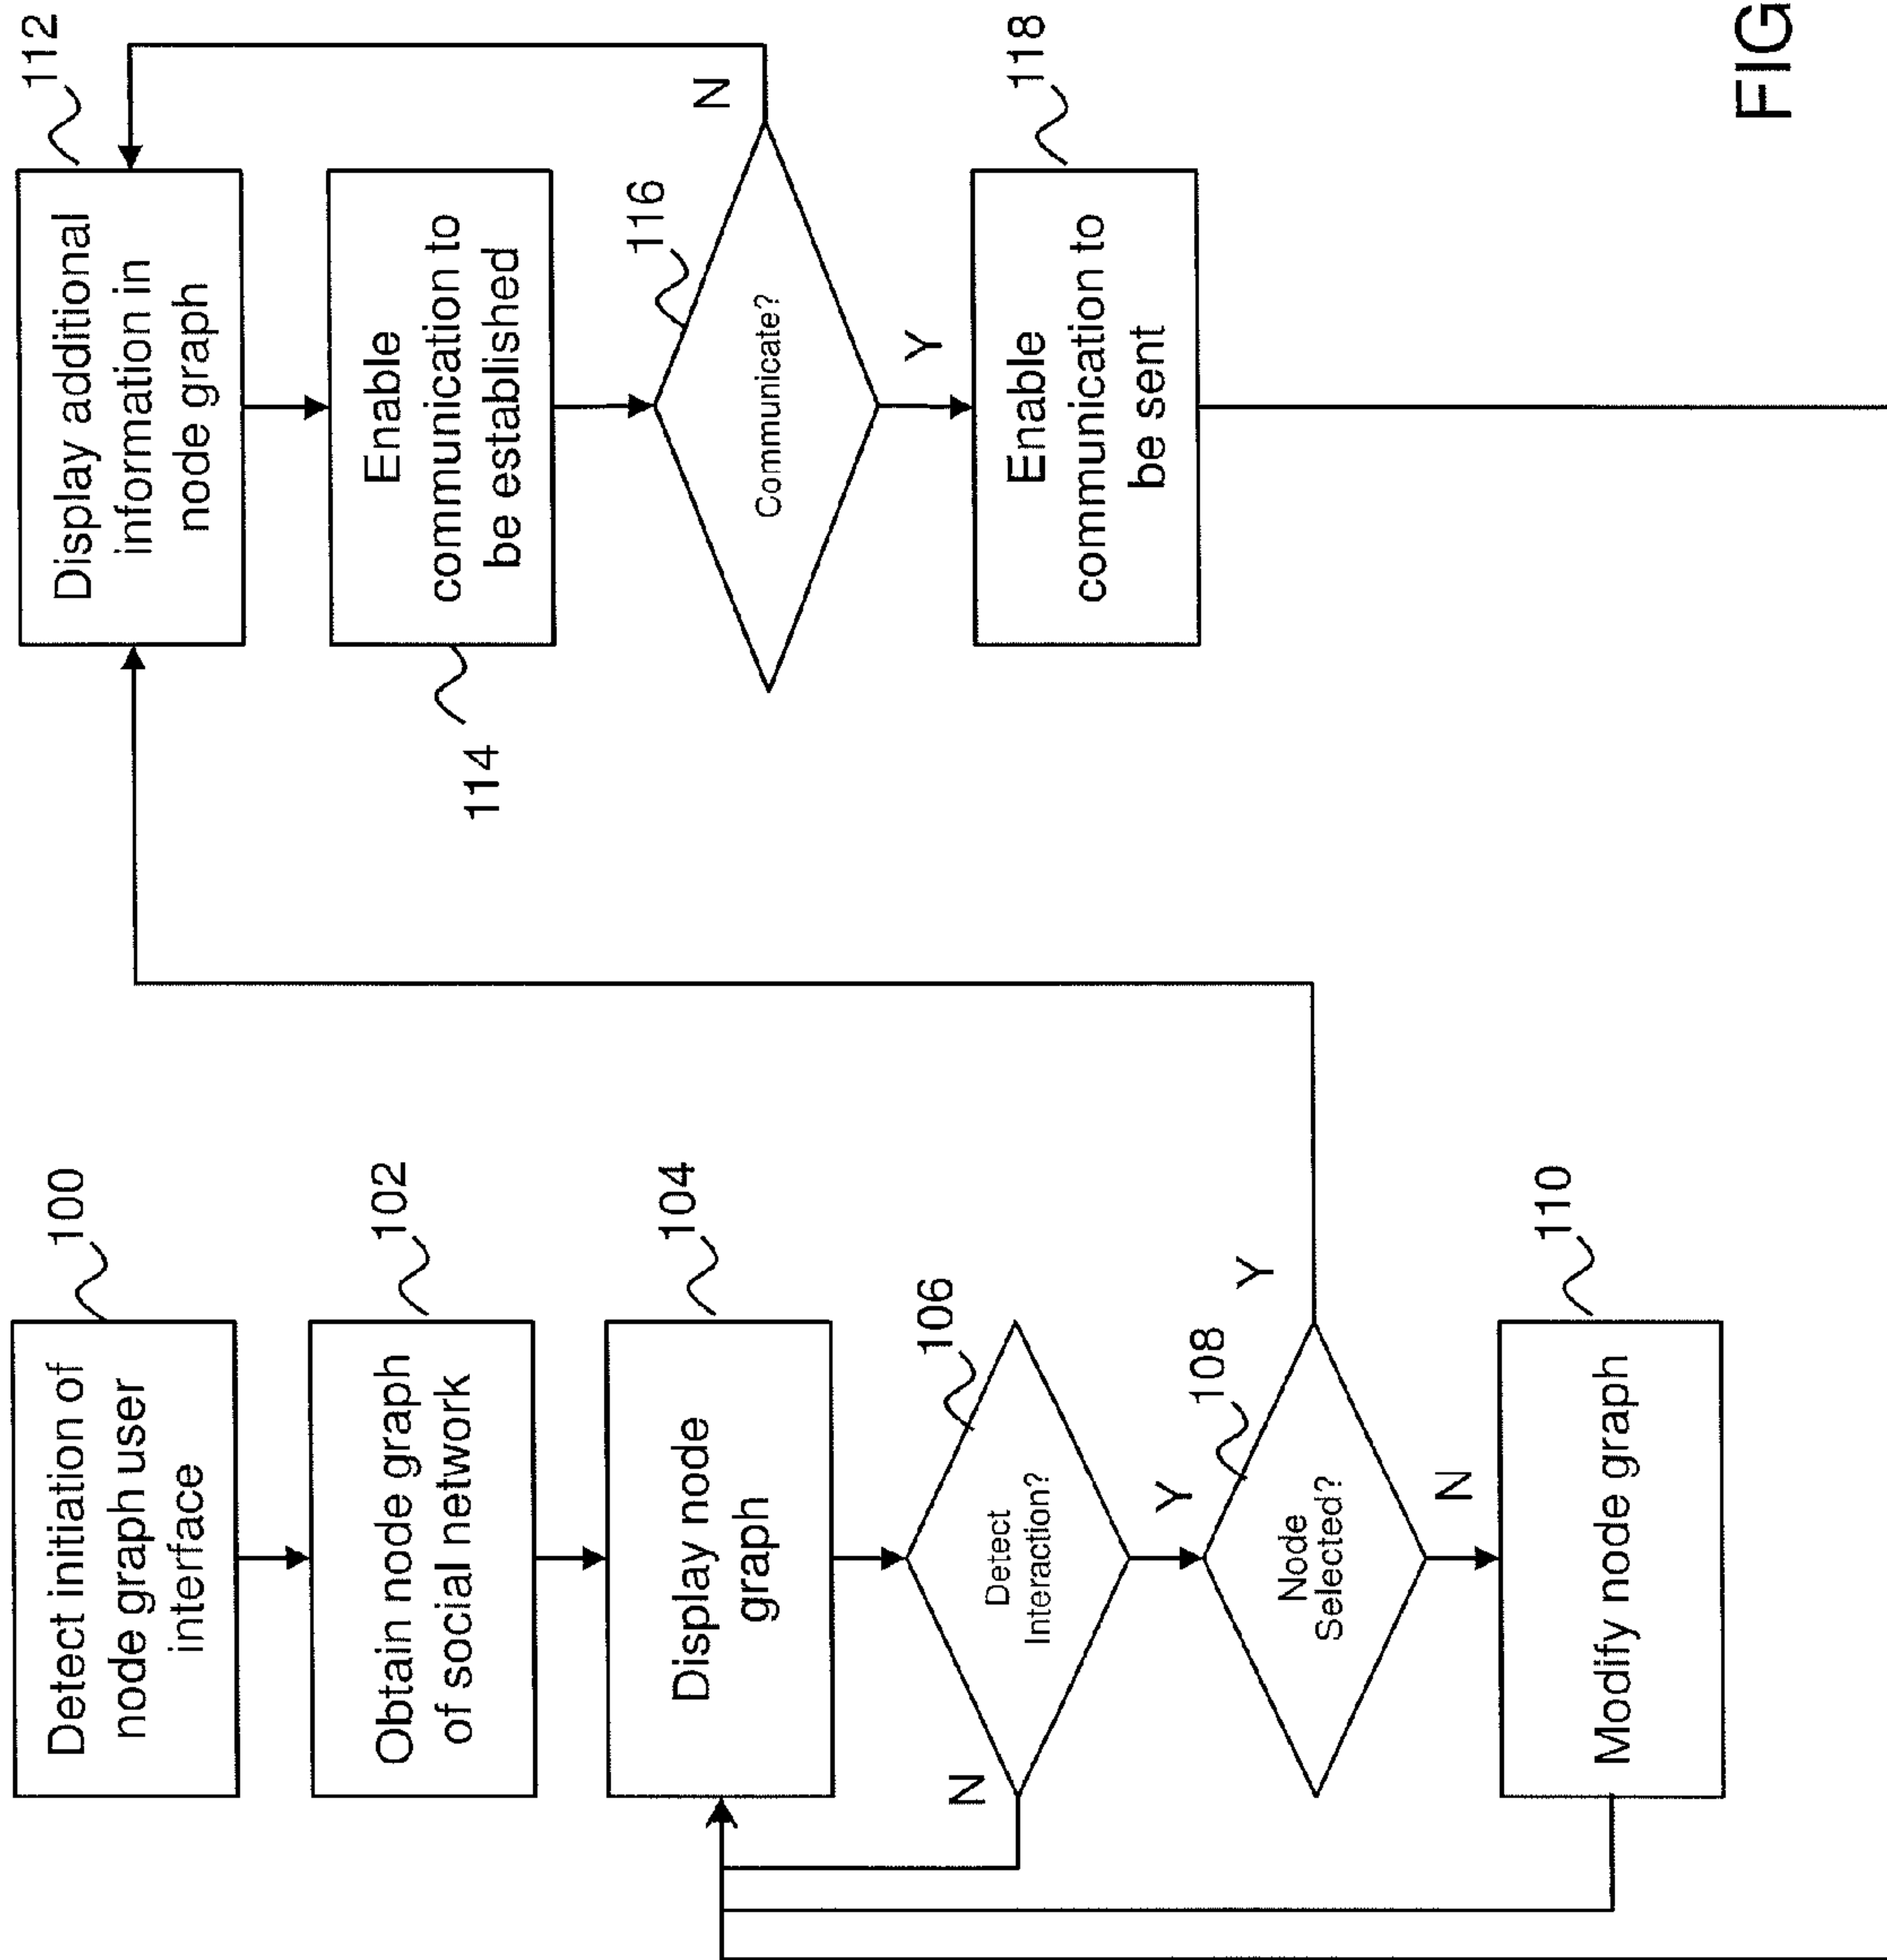 Detect initiation of
node graph user
interface
100
Obtain node graph
of social network
102
Display node
graph
104
Detect
Interaction?
106
N
Y
Node
Selected?
108
Y
N
Modify node graph
110
Display additional
information in
node graph
112
Enable
communication to
be established
114
Communicate?
116
N
Y
Enable
communication to
be sent
118
FIG